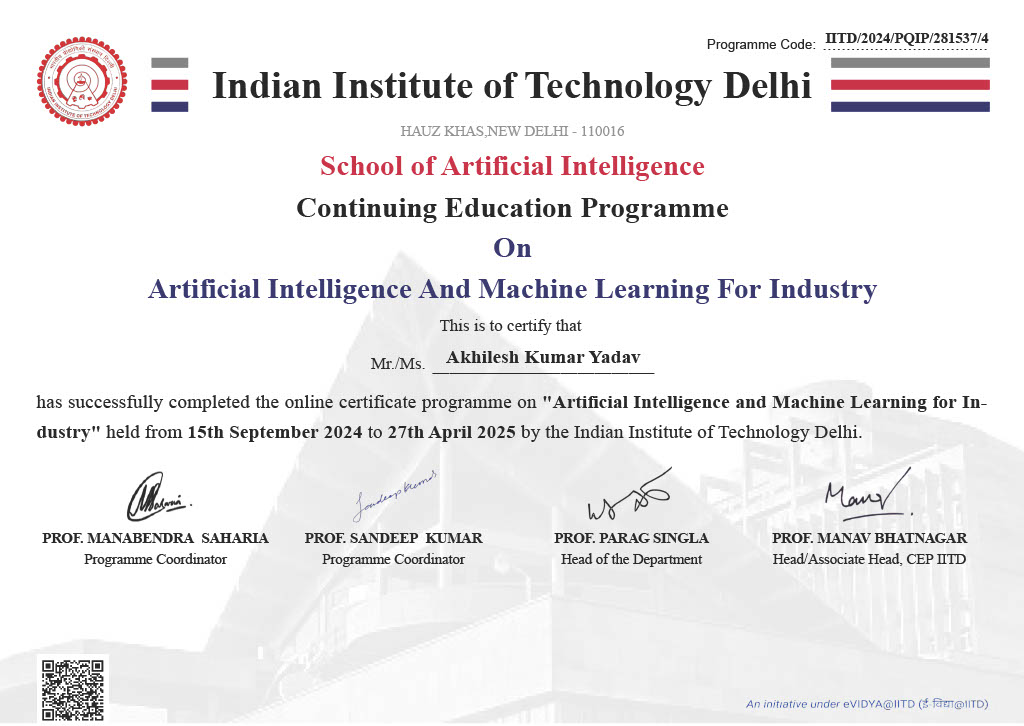 Programme Code: IITD/2024/PQIP/281537/4
Indian Institute of Technology Delhi
HAUZ KHAS,NEW DELHI - 110016
School of Artificial Intelligence
Continuing Education Programme
On
Artificial Intelligence And Machine Learning For Industry
This is to certify that
Mr./Ms. Akhilesh Kumar Yadav
has successfully completed the online certificate programme on "Artificial Intelligence and Machine Learning for In-
dustry" held from 15th September 2024 to 27th April 2025 by the Indian Institute of Technology Delhi.
Sandeep Kumar
Manav
PROF. MANABENDRA SAHARIA PROF. SANDEEP KUMAR PROF. PARAG SINGLA PROF. MANAV BHATNAGAR
Programme Coordinator Programme Coordinator Head of the Department Head/Associate Head, CEP IITD
An initiative under eVIDYA@IITD (ई-विद्या@IITD)